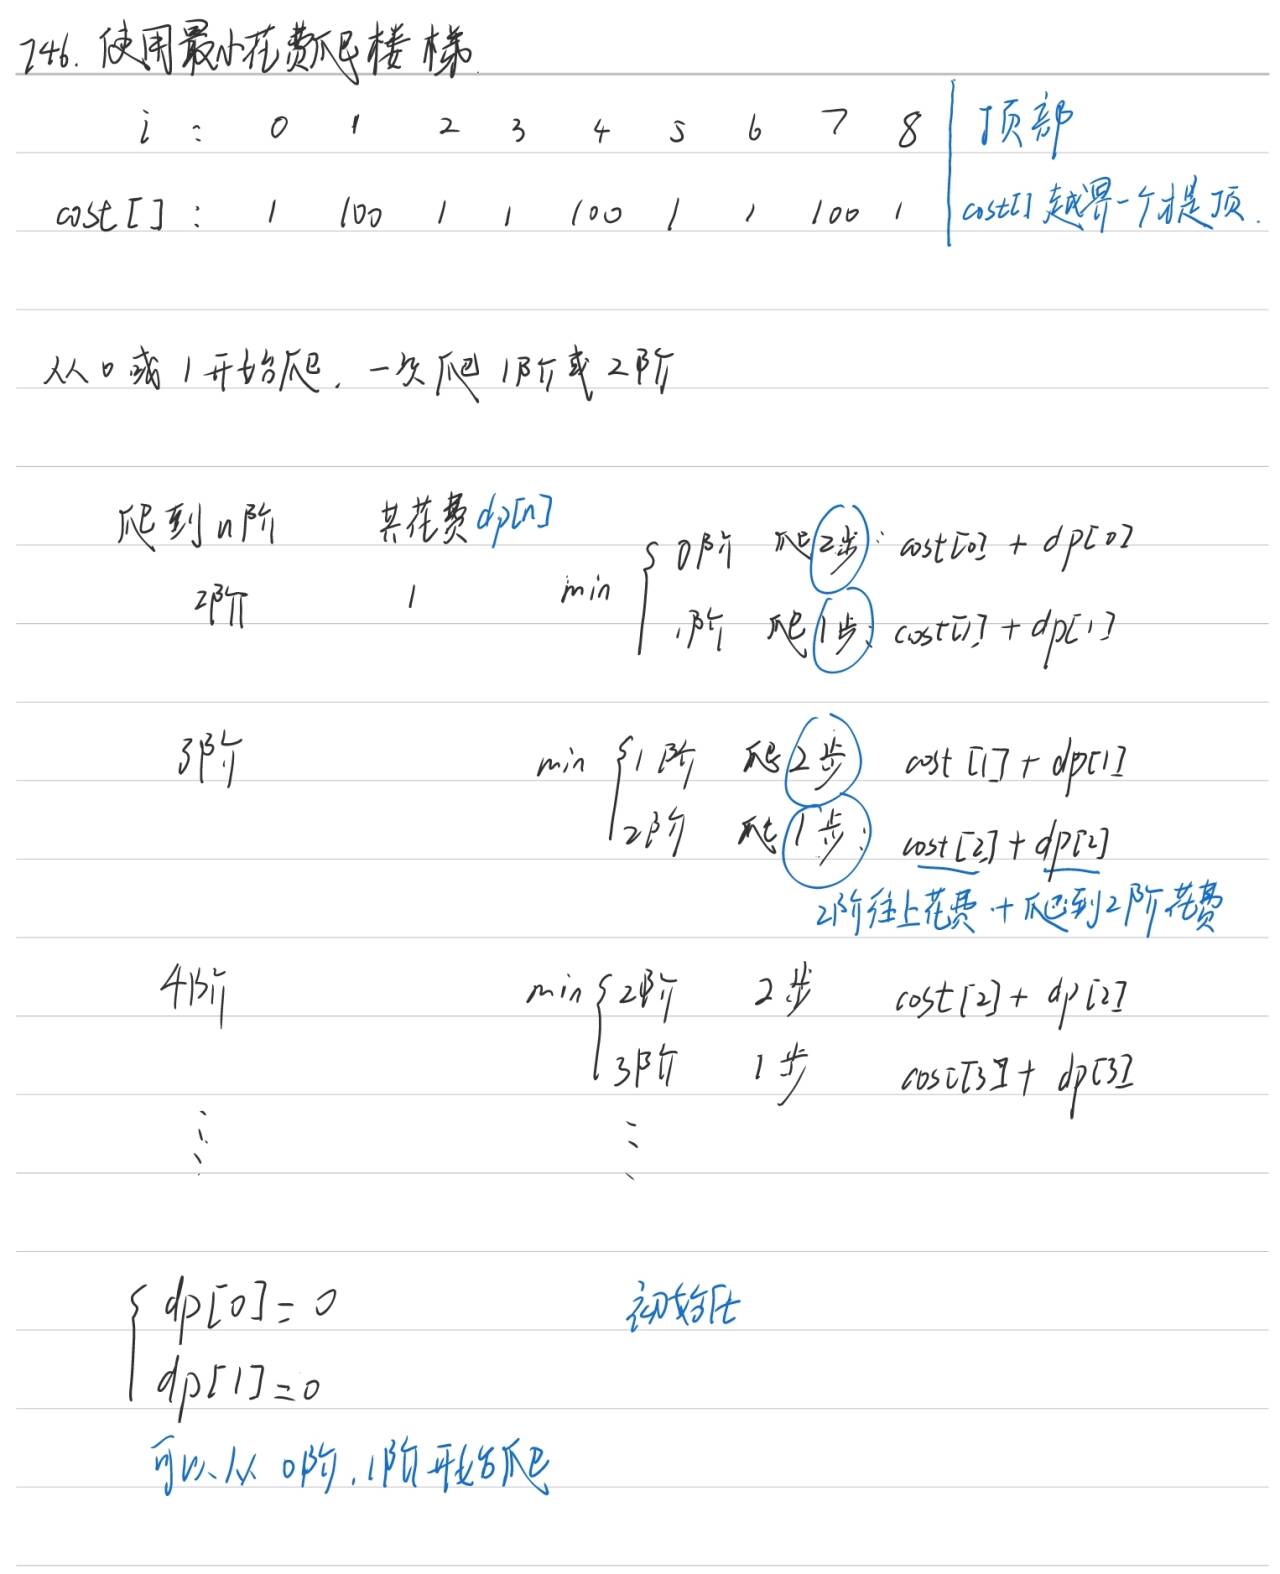 746. 使用最小花费爬楼梯.
i : 0 1 2 3 4 5 6 7 8 顶部
cost[] : 1 100 1 1 100 1 1 100 1 cost[] 越界一个才是顶.
从 0 或 1 开始爬. 一次爬 1阶或 2阶
爬到 n阶 共花费 dp[n]
0阶 爬2步: cost[0] + dp[0]
2阶 1 min {
1阶 爬1步: cost[1] + dp[1]
3阶 min { 1阶 爬2步 cost[1] + dp[1]
2阶 爬1步: cost[2] + dp[2]
2阶往上花费 + 爬到2阶花费
4阶 min { 2阶 2步 cost[2] + dp[2]
3阶 1步 cost[3] + dp[3]
⋮ ⋮
{ dp[0] = 0 初始化
dp[1] = 0
可以从 0阶, 1阶开始爬